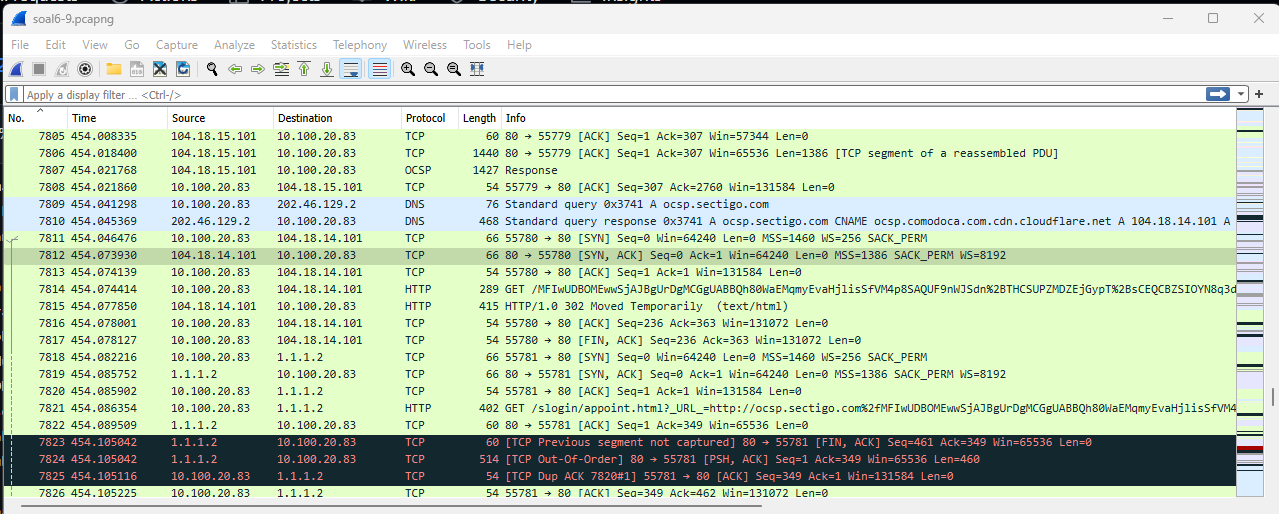 soal6-9.pcapng
File Edit View Go Capture Analyze Statistics Telephony Wireless Tools Help
Apply a display filter ... <Ctrl-/>
No. Time Source Destination Protocol Length Info
7805 454.008335 104.18.15.101 10.100.20.83 TCP 60 80 → 55779 [ACK] Seq=1 Ack=307 Win=57344 Len=0
7806 454.018400 104.18.15.101 10.100.20.83 TCP 1440 80 → 55779 [ACK] Seq=1 Ack=307 Win=65536 Len=1386 [TCP segment of a reassembled PDU]
7807 454.021768 104.18.15.101 10.100.20.83 OCSP 1427 Response
7808 454.021860 10.100.20.83 104.18.15.101 TCP 54 55779 → 80 [ACK] Seq=307 Ack=2760 Win=131584 Len=0
7809 454.041298 10.100.20.83 202.46.129.2 DNS 76 Standard query 0x3741 A ocsp.sectigo.com
7810 454.045369 202.46.129.2 10.100.20.83 DNS 468 Standard query response 0x3741 A ocsp.sectigo.com CNAME ocsp.comodoca.com.cdn.cloudflare.net A 104.18.14.101 A
7811 454.046476 10.100.20.83 104.18.14.101 TCP 66 55780 → 80 [SYN] Seq=0 Win=64240 Len=0 MSS=1460 WS=256 SACK_PERM
7812 454.073930 104.18.14.101 10.100.20.83 TCP 66 80 → 55780 [SYN, ACK] Seq=0 Ack=1 Win=64240 Len=0 MSS=1386 SACK_PERM WS=8192
7813 454.074139 10.100.20.83 104.18.14.101 TCP 54 55780 → 80 [ACK] Seq=1 Ack=1 Win=131584 Len=0
7814 454.074414 10.100.20.83 104.18.14.101 HTTP 289 GET /MFIwUDBOMEwwSjAJBgUrDgMCGgUABBQh80WaEMqmyEvaHjlisSfVM4p8SAQUF9nWJSdn%2BTHCSUPZMDZEjGypT%2BsCEQCBZSIOYN8q3d
7815 454.077850 104.18.14.101 10.100.20.83 HTTP 415 HTTP/1.0 302 Moved Temporarily (text/html)
7816 454.078001 10.100.20.83 104.18.14.101 TCP 54 55780 → 80 [ACK] Seq=236 Ack=363 Win=131072 Len=0
7817 454.078127 10.100.20.83 104.18.14.101 TCP 54 55780 → 80 [FIN, ACK] Seq=236 Ack=363 Win=131072 Len=0
7818 454.082216 10.100.20.83 1.1.1.2 TCP 66 55781 → 80 [SYN] Seq=0 Win=64240 Len=0 MSS=1460 WS=256 SACK_PERM
7819 454.085752 1.1.1.2 10.100.20.83 TCP 66 80 → 55781 [SYN, ACK] Seq=0 Ack=1 Win=64240 Len=0 MSS=1386 SACK_PERM WS=8192
7820 454.085902 10.100.20.83 1.1.1.2 TCP 54 55781 → 80 [ACK] Seq=1 Ack=1 Win=131584 Len=0
7821 454.086354 10.100.20.83 1.1.1.2 HTTP 402 GET /slogin/appoint.html?_URL_=http://ocsp.sectigo.com%2fMFIwUDBOMEwwSjAJBgUrDgMCGgUABBQh80WaEMqmyEvaHjlisSfVM4
7822 454.089509 1.1.1.2 10.100.20.83 TCP 60 80 → 55781 [ACK] Seq=1 Ack=349 Win=65536 Len=0
7823 454.105042 1.1.1.2 10.100.20.83 TCP 60 [TCP Previous segment not captured] 80 → 55781 [FIN, ACK] Seq=461 Ack=349 Win=65536 Len=0
7824 454.105042 1.1.1.2 10.100.20.83 TCP 514 [TCP Out-Of-Order] 80 → 55781 [PSH, ACK] Seq=1 Ack=349 Win=65536 Len=460
7825 454.105116 10.100.20.83 1.1.1.2 TCP 54 [TCP Dup ACK 7820#1] 55781 → 80 [ACK] Seq=349 Ack=1 Win=131584 Len=0
7826 454.105225 10.100.20.83 1.1.1.2 TCP 54 55781 → 80 [ACK] Seq=349 Ack=462 Win=131072 Len=0